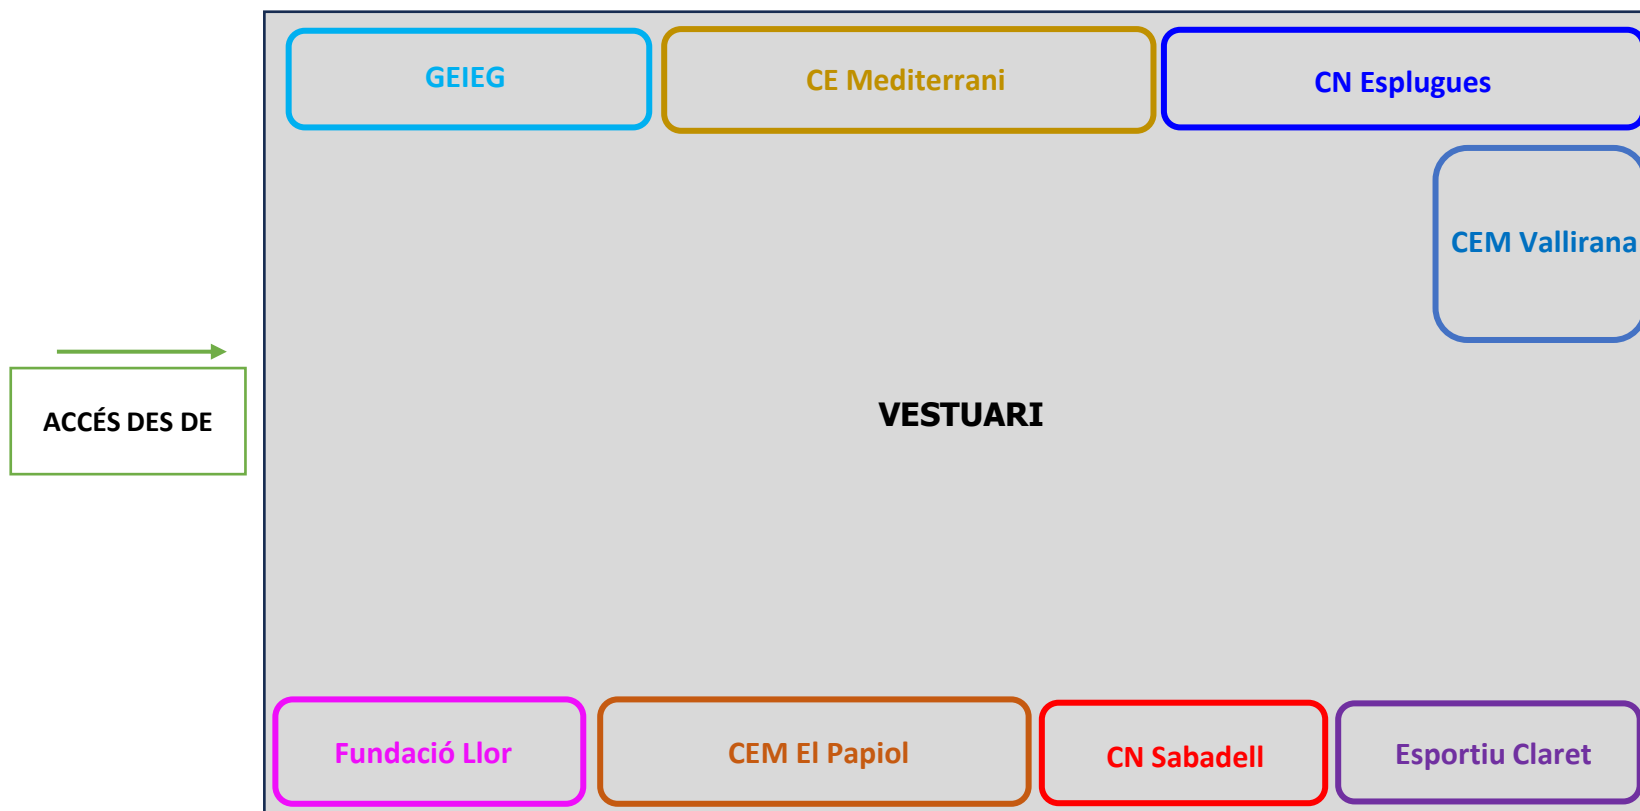 GEIEG
CE Mediterrani
CN Esplugues
CEM Vallirana
ACCÉS DES DE
VESTUARI
Fundació Llor
CEM El Papiol
CN Sabadell
Esportiu Claret